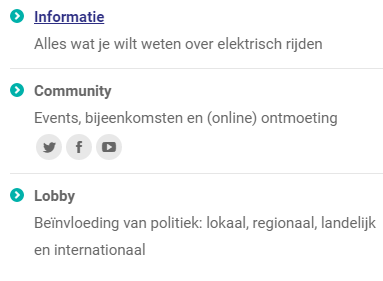 Informatie
Alles wat je wilt weten over elektrisch rijden
Community
Events, bijeenkomsten en (online) ontmoeting
Lobby
Beïnvloeding van politiek: lokaal, regionaal, landelijk
en internationaal